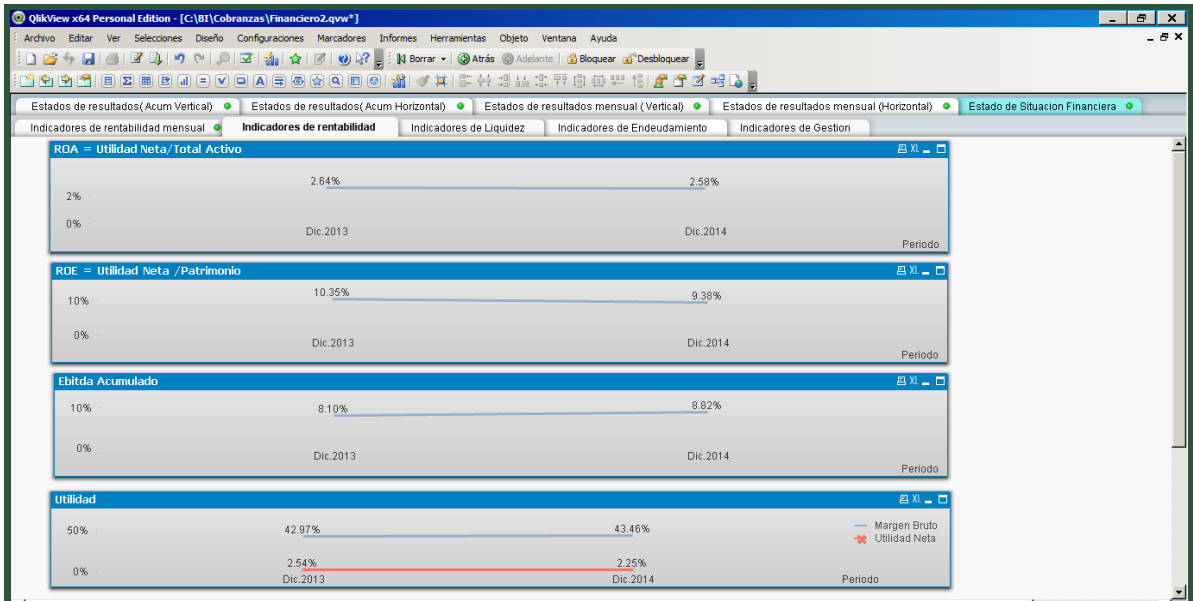 QlikView x64 Personal Edition - [C:\BI\Cobranzas\Financiero2.qvw*]
Archivo Editar Ver Selecciones Diseño Configuraciones Marcadores Informes Herramientas Objeto Ventana Ayuda
Borrar Atrás Adelante Bloquear Desbloquear
Estados de resultados( Acum Vertical) Estados de resultados( Acum Horizontal) Estados de resultados mensual ( Vertical) Estados de resultados mensual (Horizontal) Estado de Situacion Financiera
Indicadores de rentabilidad mensual Indicadores de rentabilidad Indicadores de Liquidez Indicadores de Endeudamiento Indicadores de Gestion
ROA = Utilidad Neta/Total Activo XL
2.64% 2.58%
2%
0%
Dic.2013 Dic.2014
Periodo
ROE = Utilidad Neta /Patrimonio XL
10.35% 9.38%
10%
0%
Dic.2013 Dic.2014
Periodo
Ebitda Acumulado XL
10% 8.10% 8.82%
0%
Dic.2013 Dic.2014
Periodo
Utilidad XL
50% 42.97% 43.46% Margen Bruto
Utilidad Neta
0% 2.54% 2.25%
Dic.2013 Dic.2014 Periodo